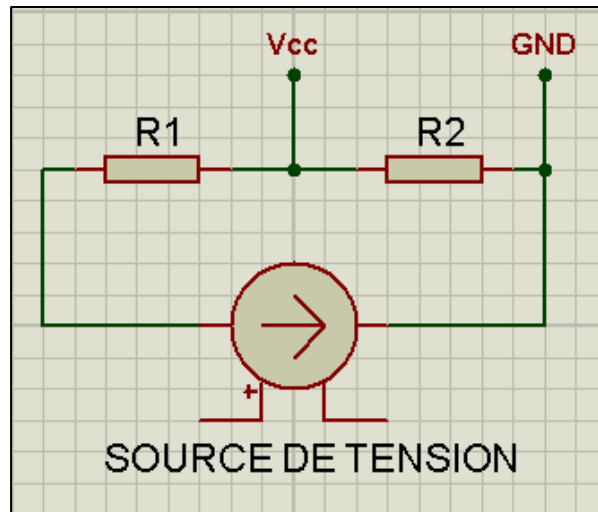 Vcc GND
R1 R2
+
SOURCE DE TENSION